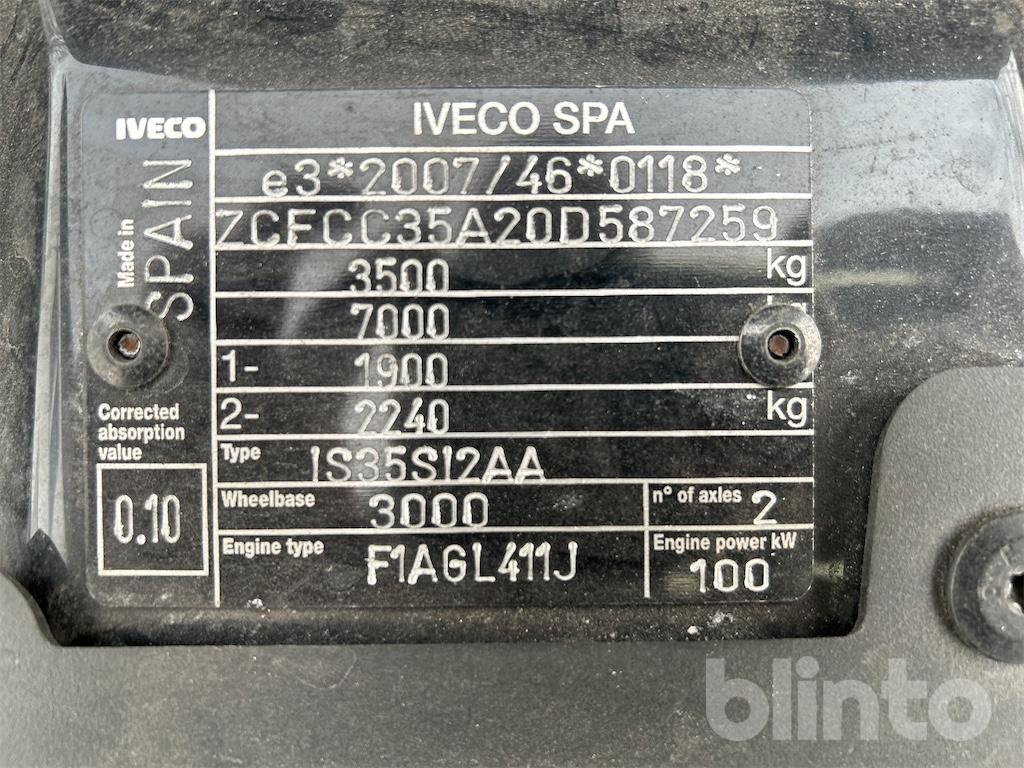 IVECO
IVECO SPA
Made in
SPAIN
e3*2007/46*0118*
ZCFCC35A20D587259
3500 kg
7000
1- 1900
2- 2240 kg
Corrected
absorption
value
0.10
Type IS35SI2AA
Wheelbase 3000
n° of axles 2
Engine type F1AGL411J
Engine power kW
100
blinto